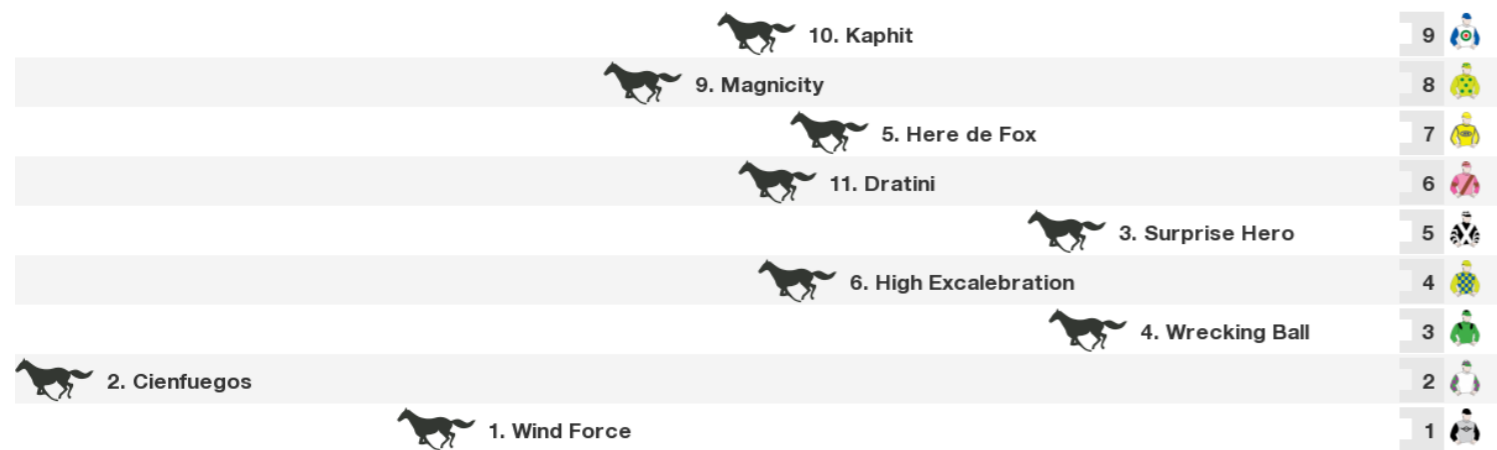 10. Kaphit 9
9. Magnicity 8
5. Here de Fox 7
11. Dratini 6
3. Surprise Hero 5
6. High Excalebration 4
4. Wrecking Ball 3
2. Cienfuegos 2
1. Wind Force 1